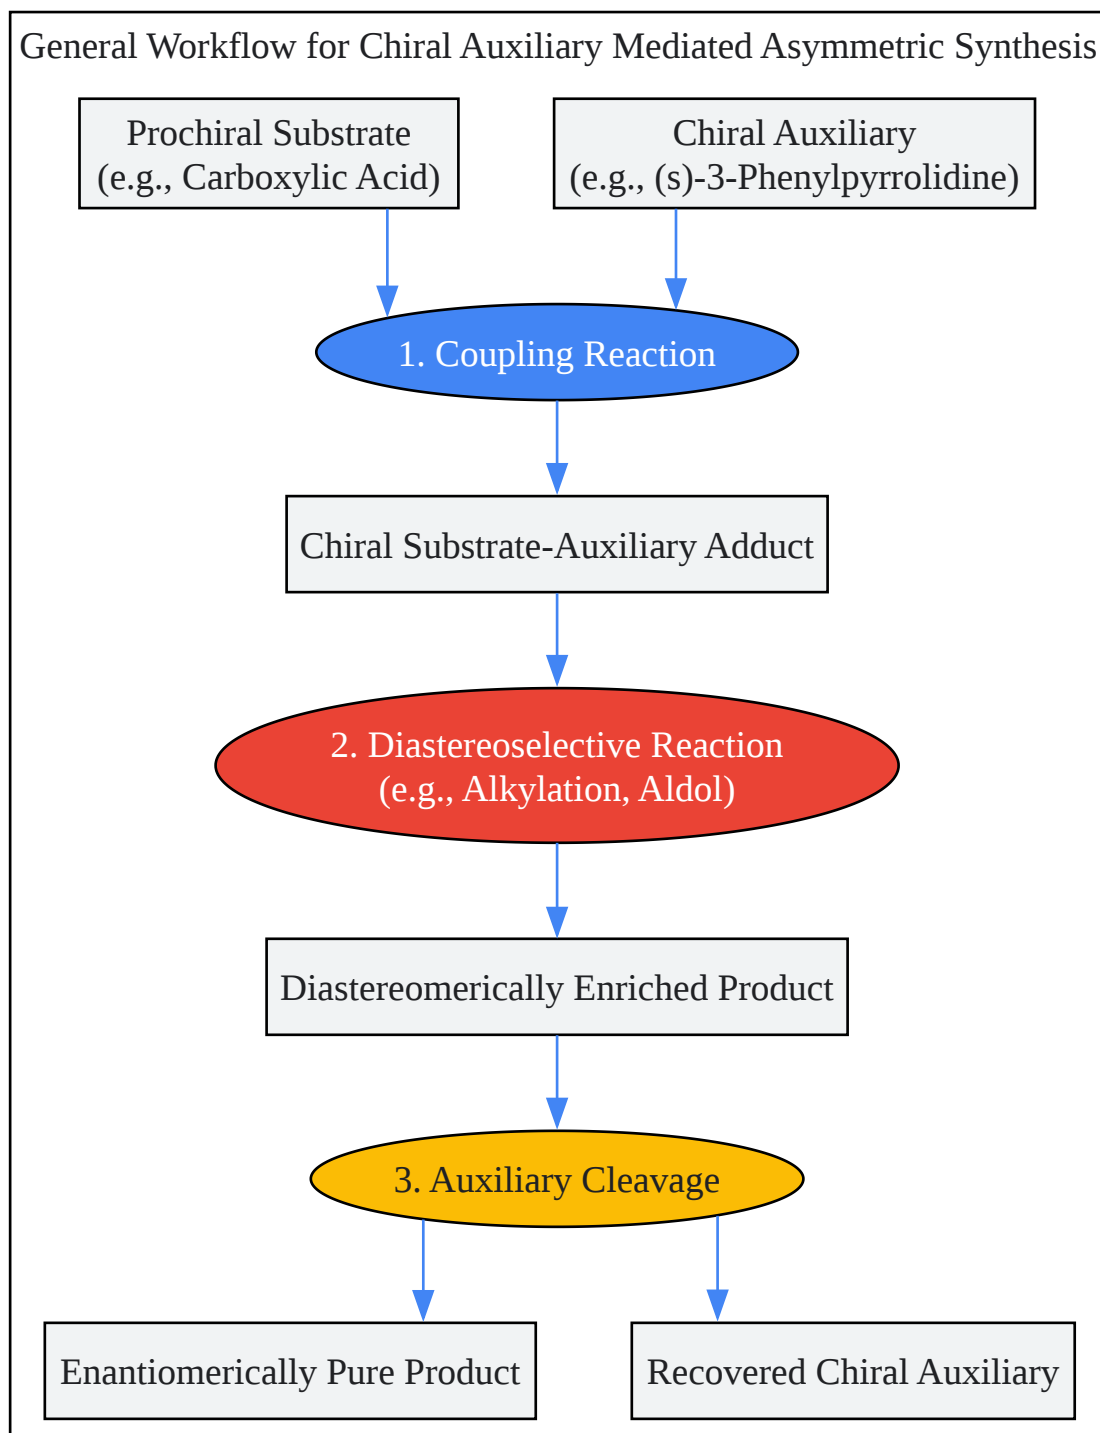 General Workflow for Chiral Auxiliary Mediated Asymmetric Synthesis
Prochiral Substrate
(e.g., Carboxylic Acid)
Chiral Auxiliary
(e.g., (s)-3-Phenylpyrrolidine)
1. Coupling Reaction
Chiral Substrate-Auxiliary Adduct
2. Diastereoselective Reaction
(e.g., Alkylation, Aldol)
Diastereomerically Enriched Product
3. Auxiliary Cleavage
Enantiomerically Pure Product
Recovered Chiral Auxiliary